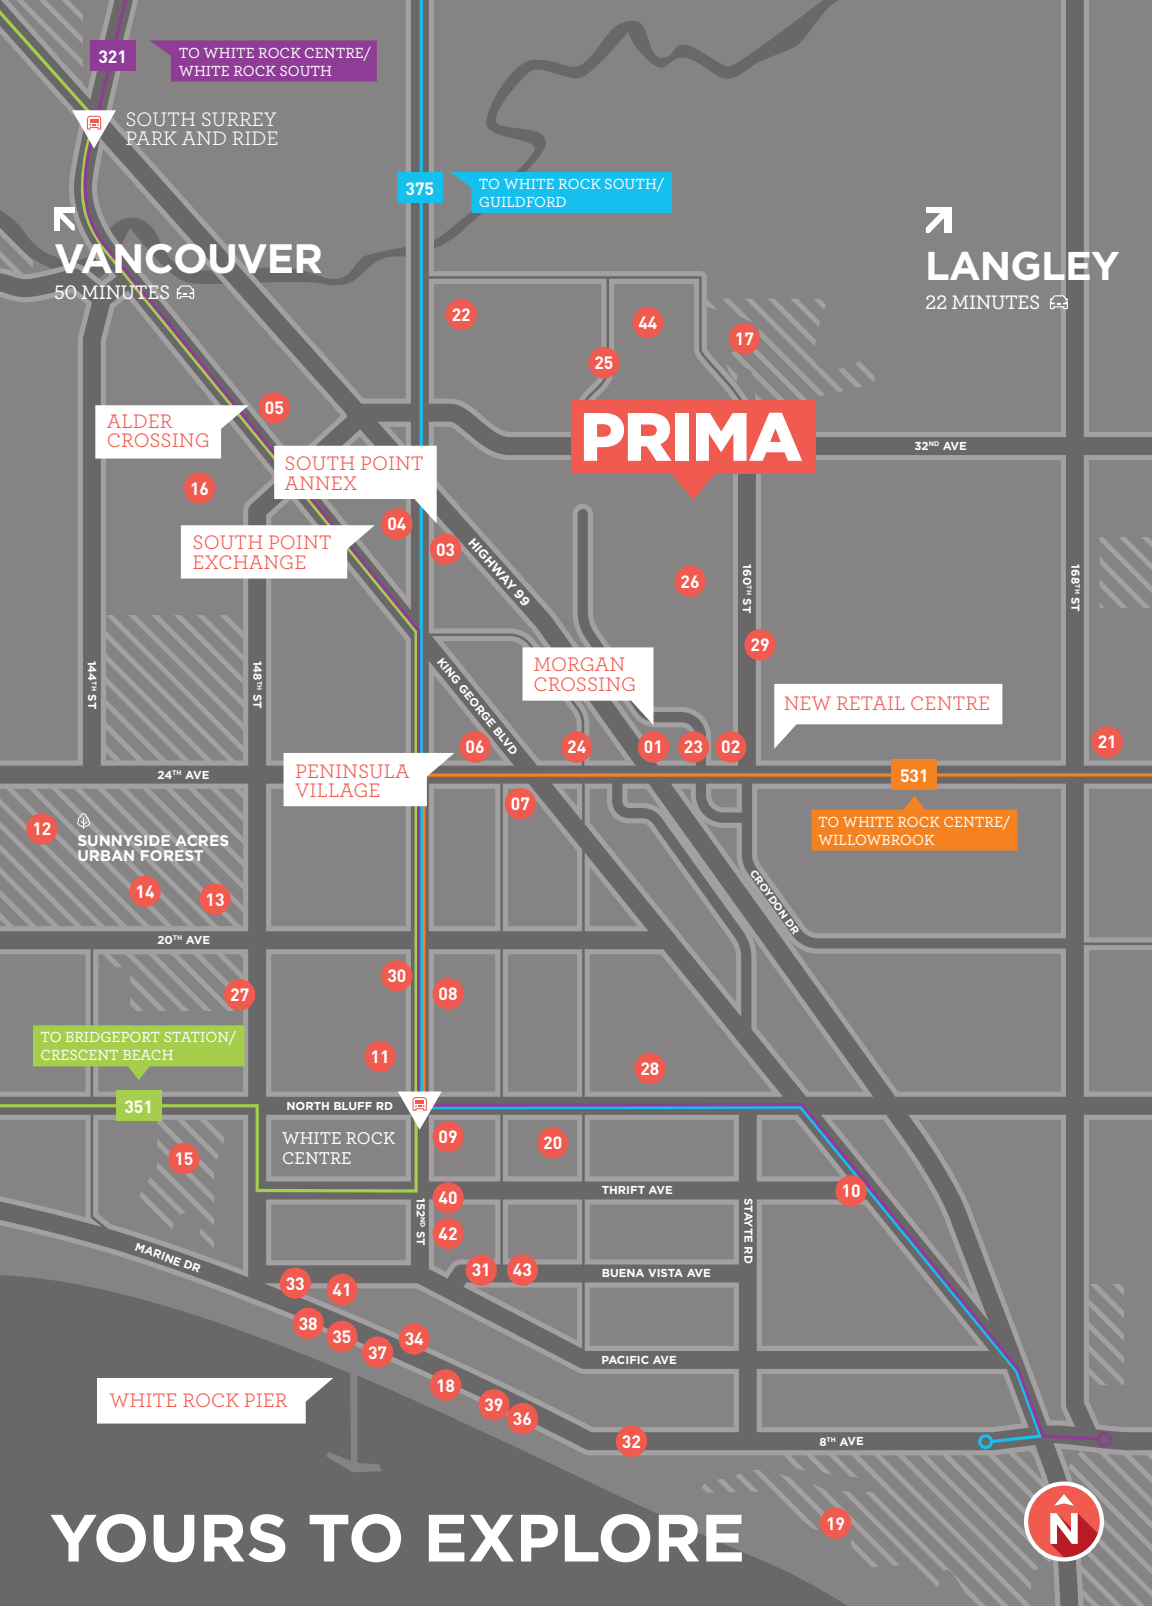 321
TO WHITE ROCK CENTRE/
WHITE ROCK SOUTH
SOUTH SURREY
PARK AND RIDE
375
TO WHITE ROCK SOUTH/
GUILDFORD
VANCOUVER
50 MINUTES
LANGLEY
22 MINUTES
22
44
17
25
05
ALDER
CROSSING
PRIMA
32ND AVE
SOUTH POINT
ANNEX
16
04
SOUTH POINT
EXCHANGE
03
HIGHWAY 99
26
160TH ST
168TH ST
29
144TH ST
148TH ST
KING GEORGE BLVD
MORGAN
CROSSING
NEW RETAIL CENTRE
06
24
01
23
02
21
24TH AVE
PENINSULA
VILLAGE
531
07
TO WHITE ROCK CENTRE/
WILLOWBROOK
12
SUNNYSIDE ACRES
URBAN FOREST
14
13
CROYDON DR
20TH AVE
30
27
08
TO BRIDGEPORT STATION/
CRESCENT BEACH
11
28
351
NORTH BLUFF RD
WHITE ROCK
CENTRE
09
20
15
THRIFT AVE
10
40
152ND ST
STAYTE RD
42
MARINE DR
31
43
BUENA VISTA AVE
33
41
38
35
34
37
PACIFIC AVE
18
WHITE ROCK PIER
39
36
32
8TH AVE
19
N
YOURS TO EXPLORE